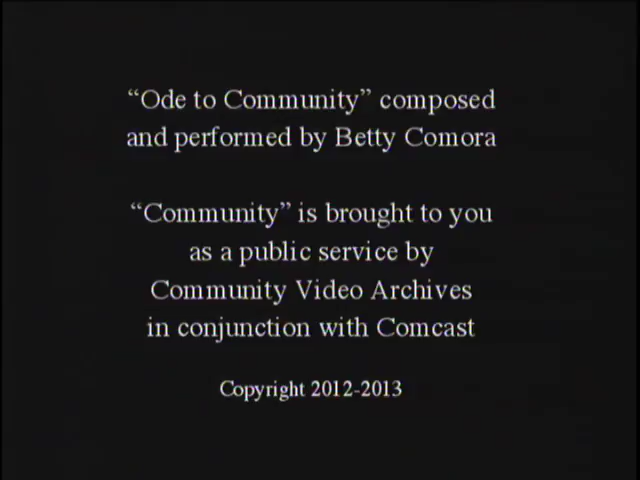 “Ode to Community” composed
and performed by Betty Comora
“Community” is brought to you
as a public service by
Community Video Archives
in conjunction with Comcast
Copyright 2012-2013